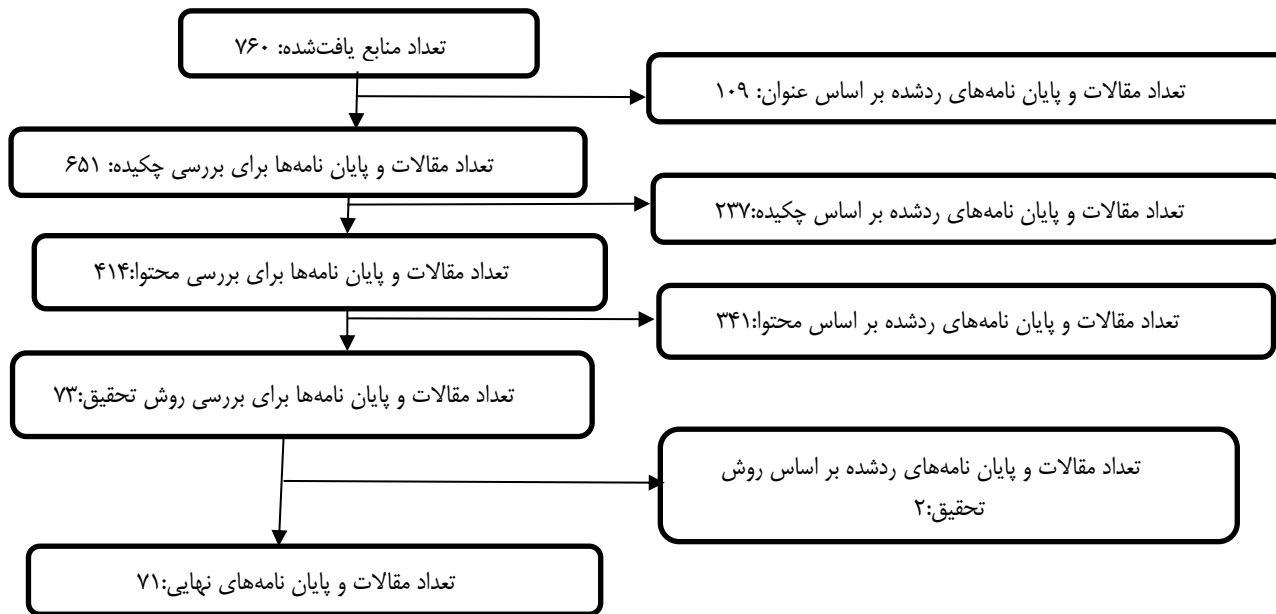 تعداد منابع یافت‌شده: ۷۶۰
تعداد مقالات و پایان نامه‌های ردشده بر اساس عنوان: ۱۰۹
تعداد مقالات و پایان نامه‌ها برای بررسی چکیده: ۶۵۱
تعداد مقالات و پایان نامه‌های ردشده بر اساس چکیده:۲۳۷
تعداد مقالات و پایان نامه‌ها برای بررسی محتوا:۴۱۴
تعداد مقالات و پایان نامه‌های ردشده بر اساس محتوا:۳۴۱
تعداد مقالات و پایان نامه‌ها برای بررسی روش تحقیق:۷۳
تعداد مقالات و پایان نامه‌های ردشده بر اساس روش
تحقیق:۲
تعداد مقالات و پایان نامه‌های نهایی:۷۱